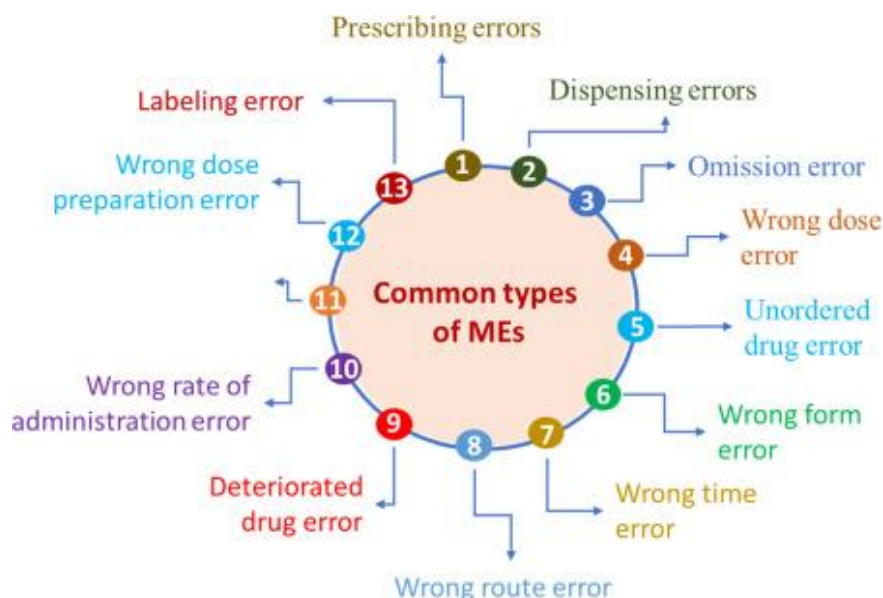 Prescribing errors
Dispensing errors
Labeling error
Omission error
Wrong dose
preparation error
Wrong dose
error
Unordered
drug error
Wrong form
error
Wrong time
error
Wrong route error
Deteriorated
drug error
Wrong rate of
administration error
Common types
of MEs
1
2
3
4
5
6
7
8
9
10
11
12
13